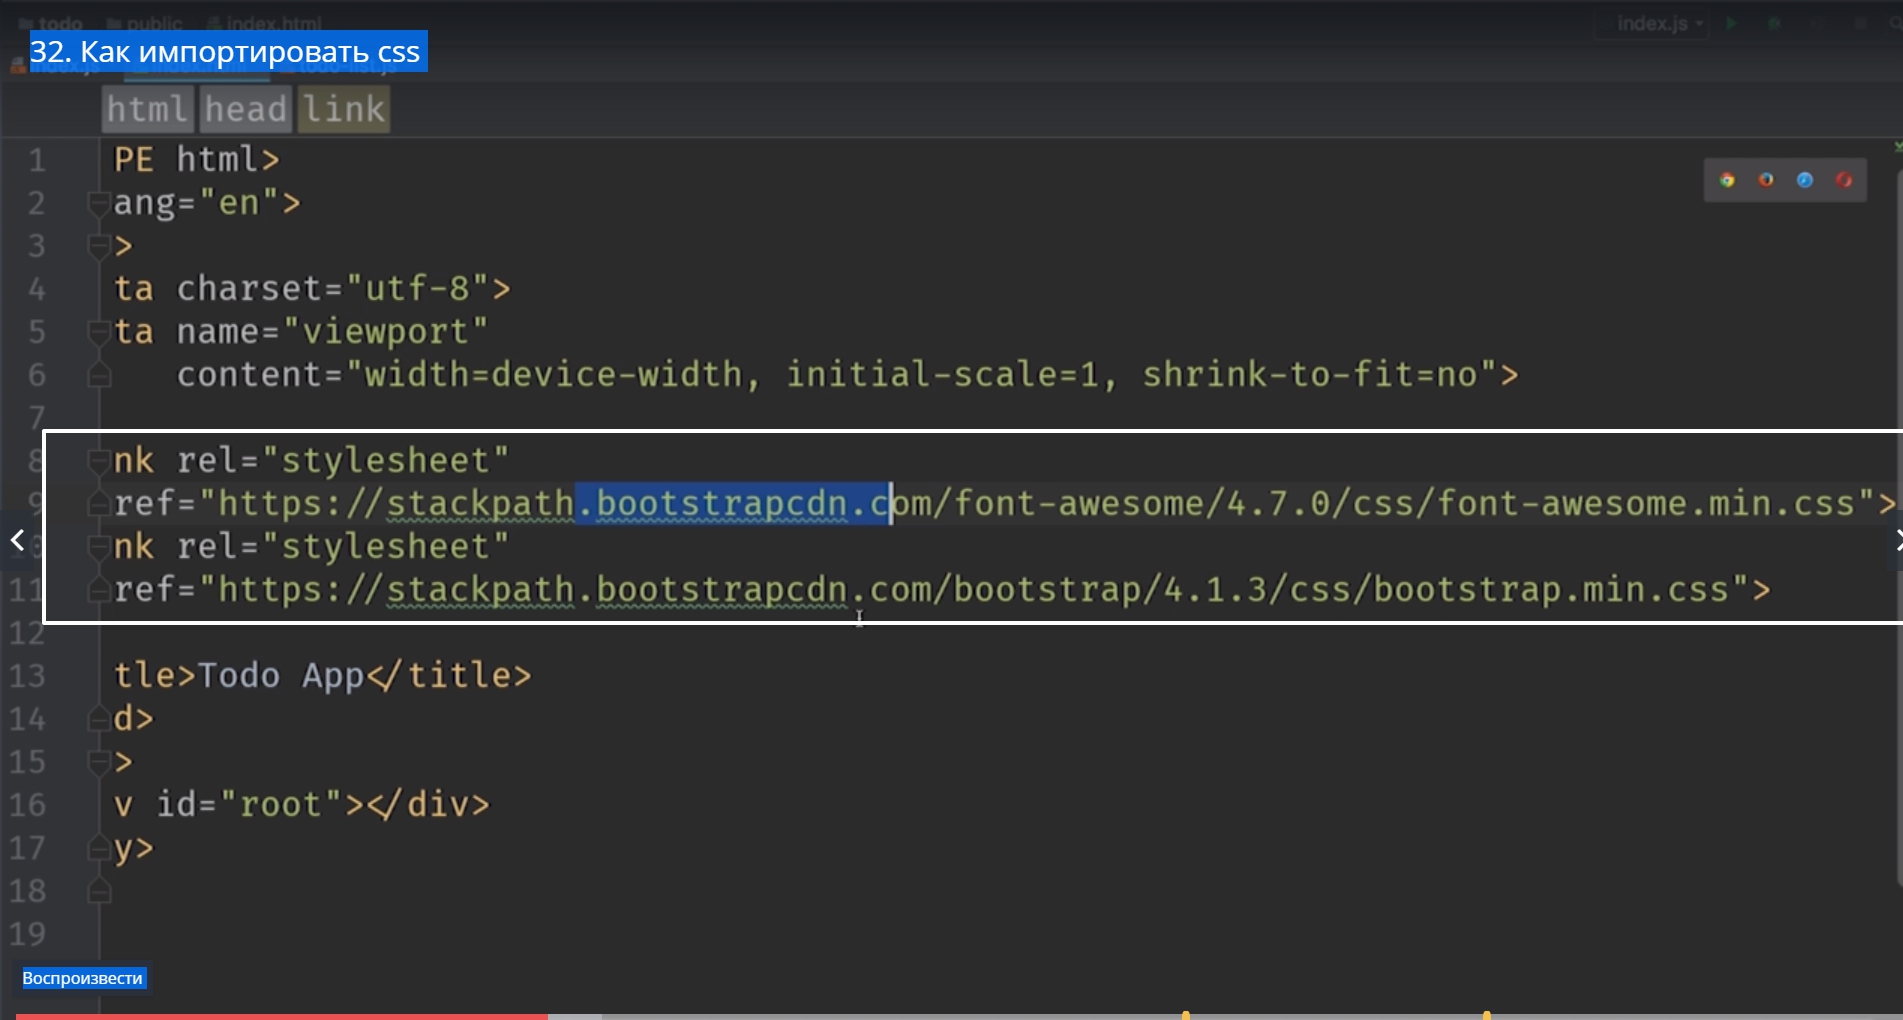 todo public index.html index.js
32. Как импортировать css
html head link
1 PE html>
2 ang="en">
3 >
4 ta charset="utf-8">
5 ta name="viewport"
6 content="width=device-width, initial-scale=1, shrink-to-fit=no">
7
8 nk rel="stylesheet"
9 ref="https://stackpath.bootstrapcdn.com/font-awesome/4.7.0/css/font-awesome.min.css">
10 nk rel="stylesheet"
11 ref="https://stackpath.bootstrapcdn.com/bootstrap/4.1.3/css/bootstrap.min.css">
12
13 tle>Todo App</title>
14 d>
15 >
16 v id="root"></div>
17 y>
18
19
Воспроизвести